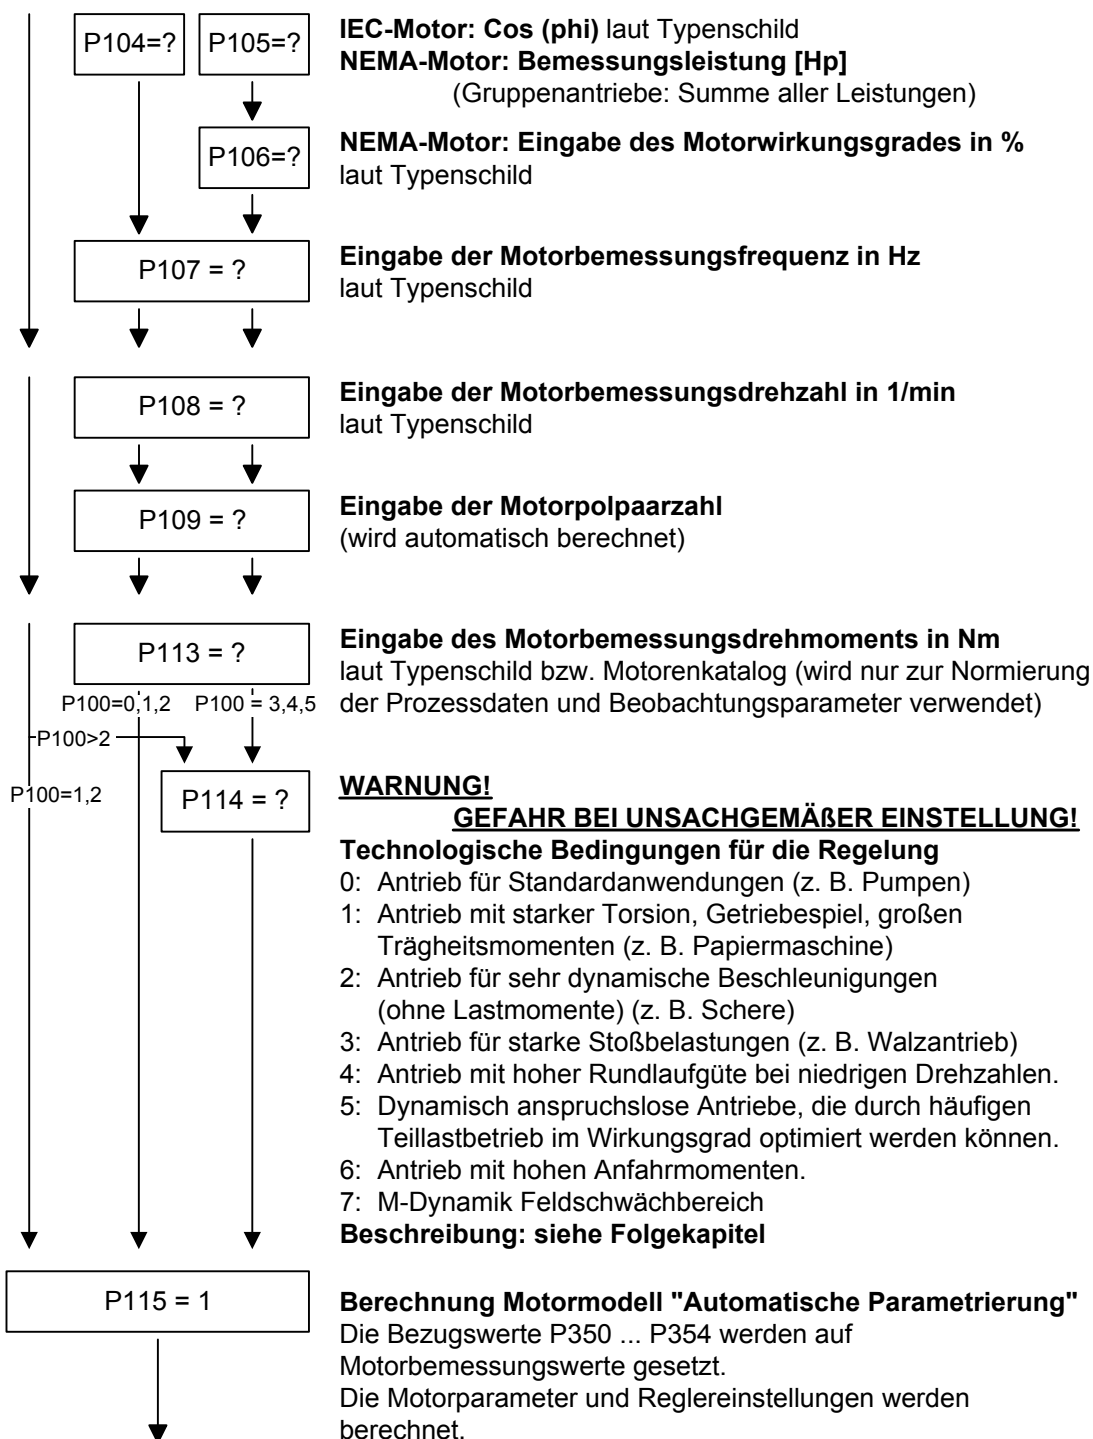 P104=?
P105=?
IEC-Motor: Cos (phi) laut Typenschild
NEMA-Motor: Bemessungsleistung [Hp]
(Gruppenantriebe: Summe aller Leistungen)
P106=?
NEMA-Motor: Eingabe des Motorwirkungsgrades in %
laut Typenschild
P107 = ?
Eingabe der Motorbemessungsfrequenz in Hz
laut Typenschild
P108 = ?
Eingabe der Motorbemessungsdrehzahl in 1/min
laut Typenschild
P109 = ?
Eingabe der Motorpolpaarzahl
(wird automatisch berechnet)
P113 = ?
Eingabe des Motorbemessungsdrehmoments in Nm
laut Typenschild bzw. Motorenkatalog (wird nur zur Normierung
der Prozessdaten und Beobachtungsparameter verwendet)
P100=0,1,2
P100 = 3,4,5
P100>2
P100=1,2
P114 = ?
WARNUNG!
GEFAHR BEI UNSACHGEMÄßER EINSTELLUNG!
Technologische Bedingungen für die Regelung
0: Antrieb für Standardanwendungen (z. B. Pumpen)
1: Antrieb mit starker Torsion, Getriebespiel, großen
Trägheitsmomenten (z. B. Papiermaschine)
2: Antrieb für sehr dynamische Beschleunigungen
(ohne Lastmomente) (z. B. Schere)
3: Antrieb für starke Stoßbelastungen (z. B. Walzantrieb)
4: Antrieb mit hoher Rundlaufgüte bei niedrigen Drehzahlen.
5: Dynamisch anspruchslose Antriebe, die durch häufigen
Teillastbetrieb im Wirkungsgrad optimiert werden können.
6: Antrieb mit hohen Anfahrmomenten.
7: M-Dynamik Feldschwächbereich
Beschreibung: siehe Folgekapitel
P115 = 1
Berechnung Motormodell "Automatische Parametrierung"
Die Bezugswerte P350 ... P354 werden auf
Motorbemessungswerte gesetzt.
Die Motorparameter und Reglereinstellungen werden
berechnet.